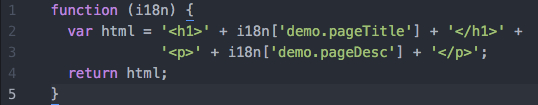 1 function (i18n) {
2   var html = '<h1>' + i18n['demo.pageTitle'] + '</h1>' +
3              '<p>' + i18n['demo.pageDesc'] + '</p>';
4   return html;
5 }